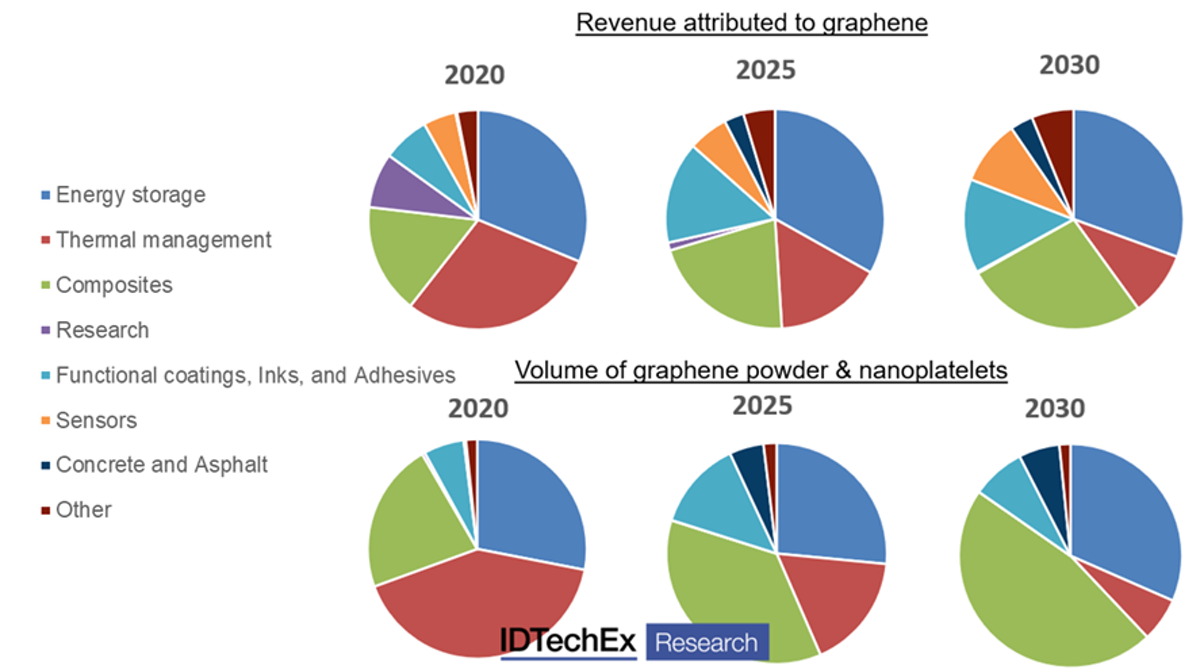 Revenue attributed to graphene
2020
2025
2030
Energy storage
Thermal management
Composites
Research
Functional coatings, Inks, and Adhesives
Sensors
Concrete and Asphalt
Other
Volume of graphene powder & nanoplatelets
2020
2025
2030
IDTechEx Research